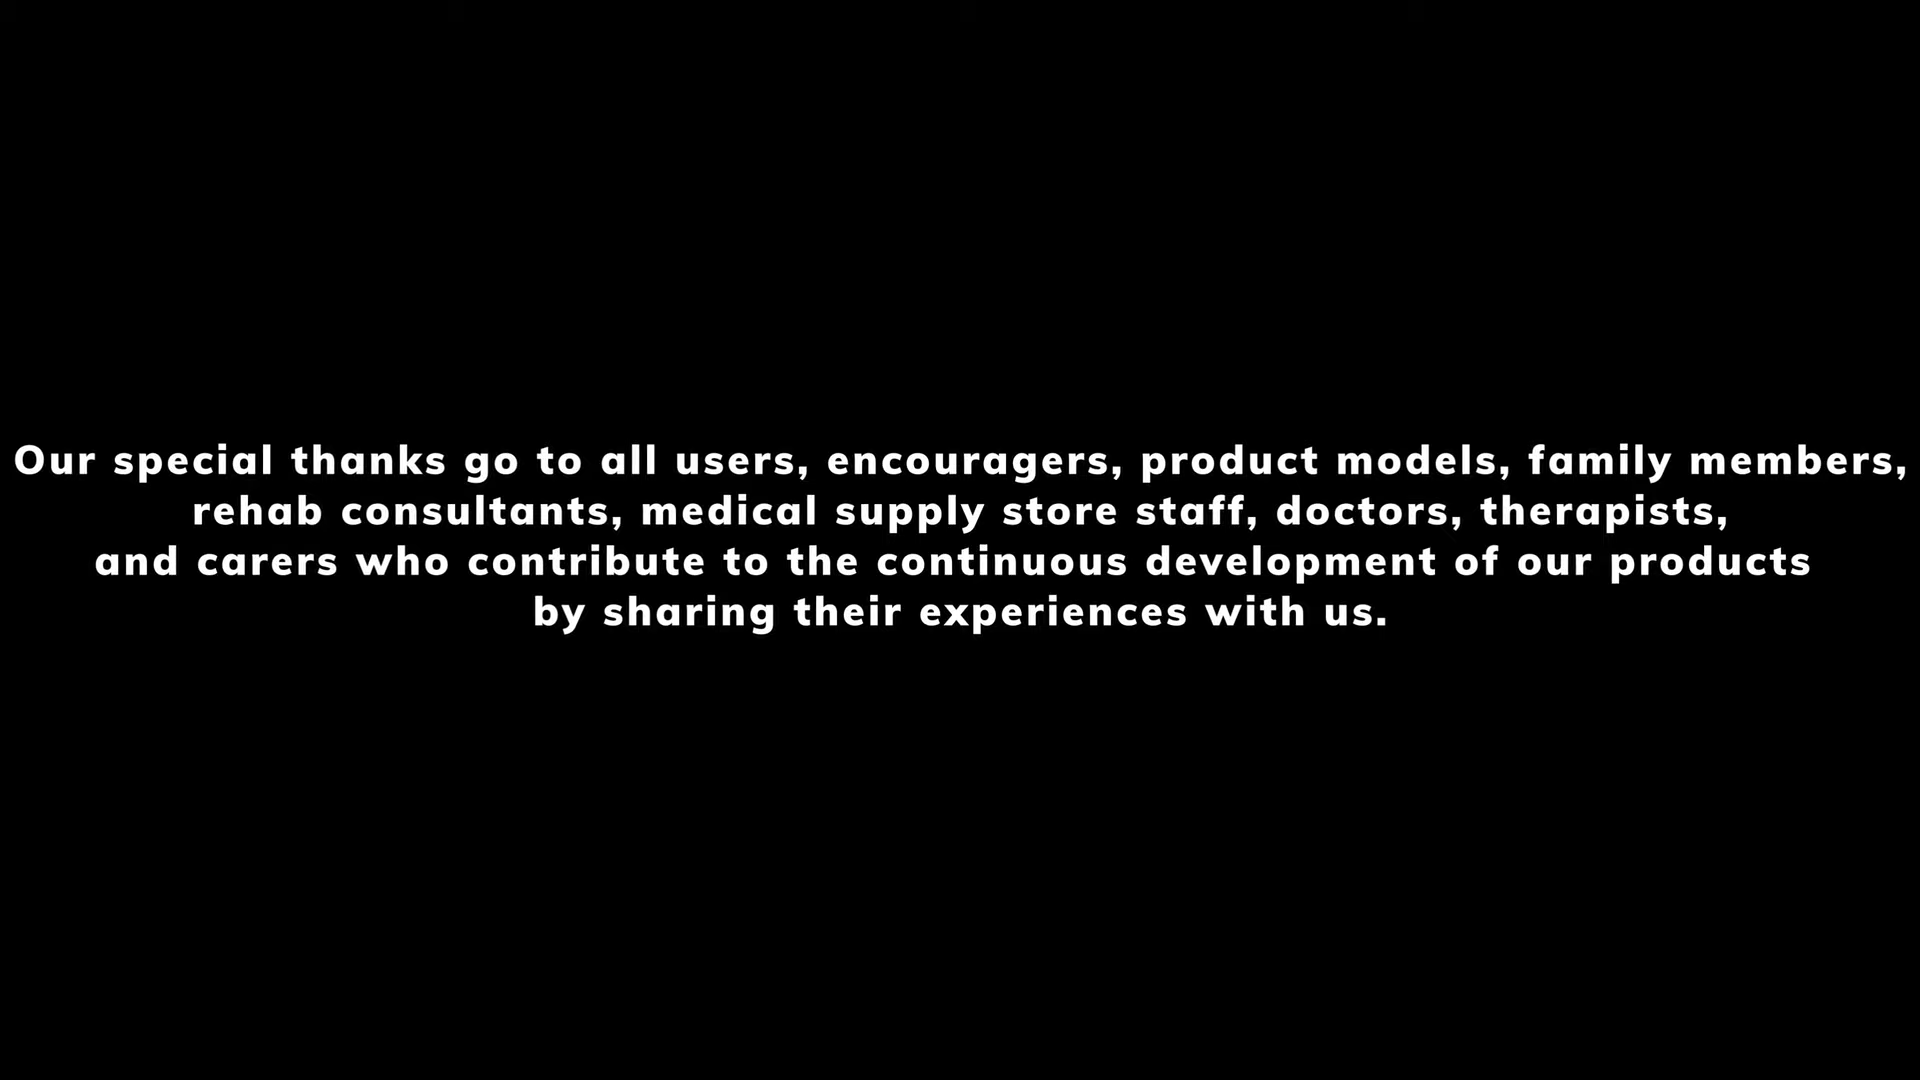 Our special thanks go to all users, encouragers, product models, family members,
rehab consultants, medical supply store staff, doctors, therapists,
and carers who contribute to the continuous development of our products
by sharing their experiences with us.